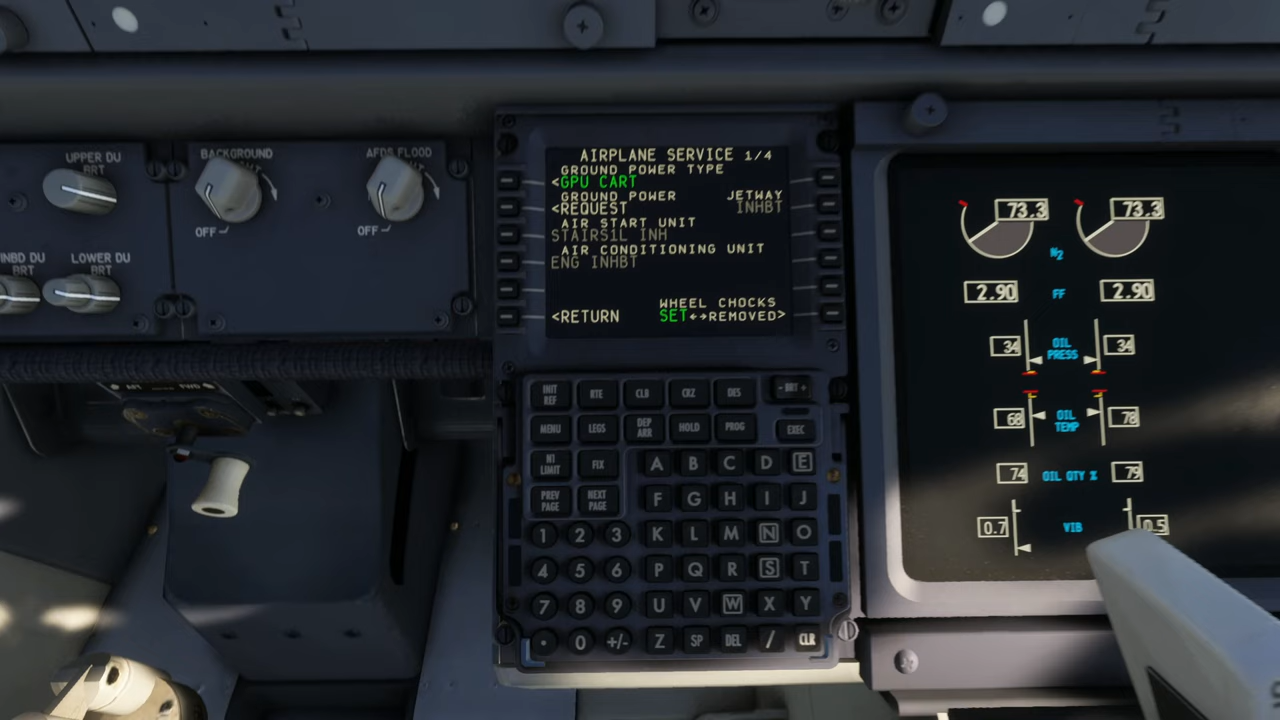 UPPER DU
BRT
BACKGROUND
OFF
AFDS FLOOD
OFF
INBD DU
BRT
LOWER DU
BRT
AIRPLANE SERVICE 1/4
GROUND POWER TYPE
<GPU CART
GROUND POWER JETWAY
<REQUEST INHBT
AIR START UNIT
STAIRS1L INH
AIR CONDITIONING UNIT
ENG INHBT
WHEEL CHOCKS
<RETURN SET←→REMOVED>
INIT REF RTE CLB CRZ DES - BRT +
MENU LEGS DEP ARR HOLD PROG EXEC
N1 LIMIT FIX A B C D E
PREV PAGE NEXT PAGE F G H I J
1 2 3 K L M N O
4 5 6 P Q R S T
7 8 9 U V W X Y
. 0 +/- Z SP DEL / CLR
73.3 73.3
N2
2.90 FF 2.90
34 OIL PRESS 34
68 OIL TEMP 78
74 OIL QTY % 79
0.7 VIB 0.5